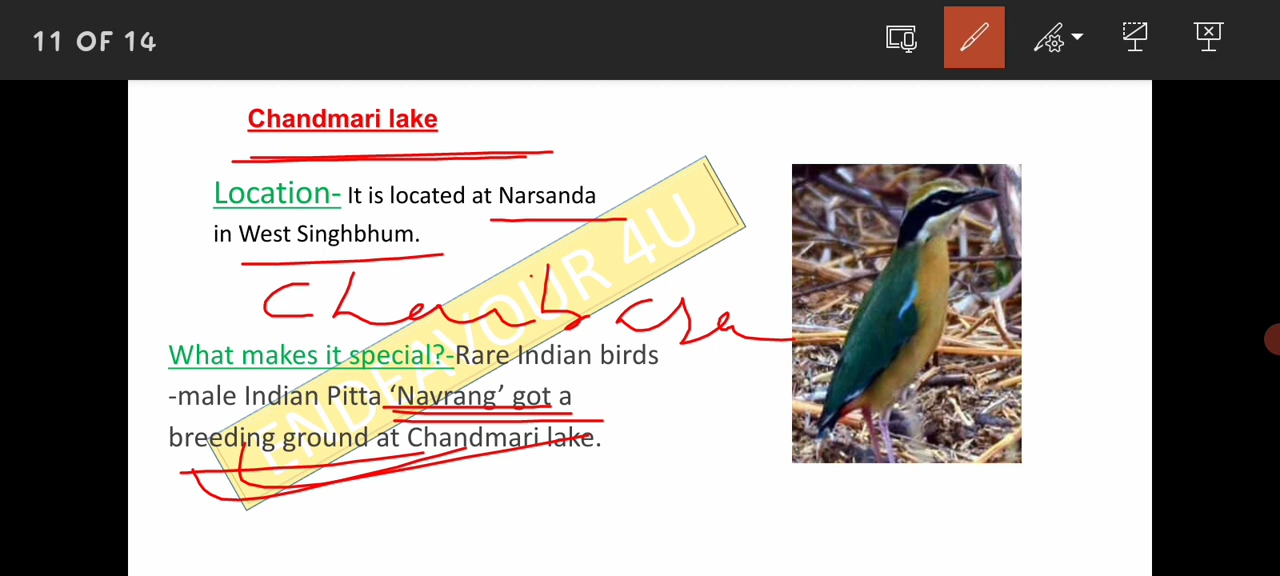 11 OF 14
Chandmari lake
Location- It is located at Narsanda
in West Singhbhum.
What makes it special?-Rare Indian birds
-male Indian Pitta ‘Navrang’ got a
breeding ground at Chandmari lake.
ENDEAVOUR 4U